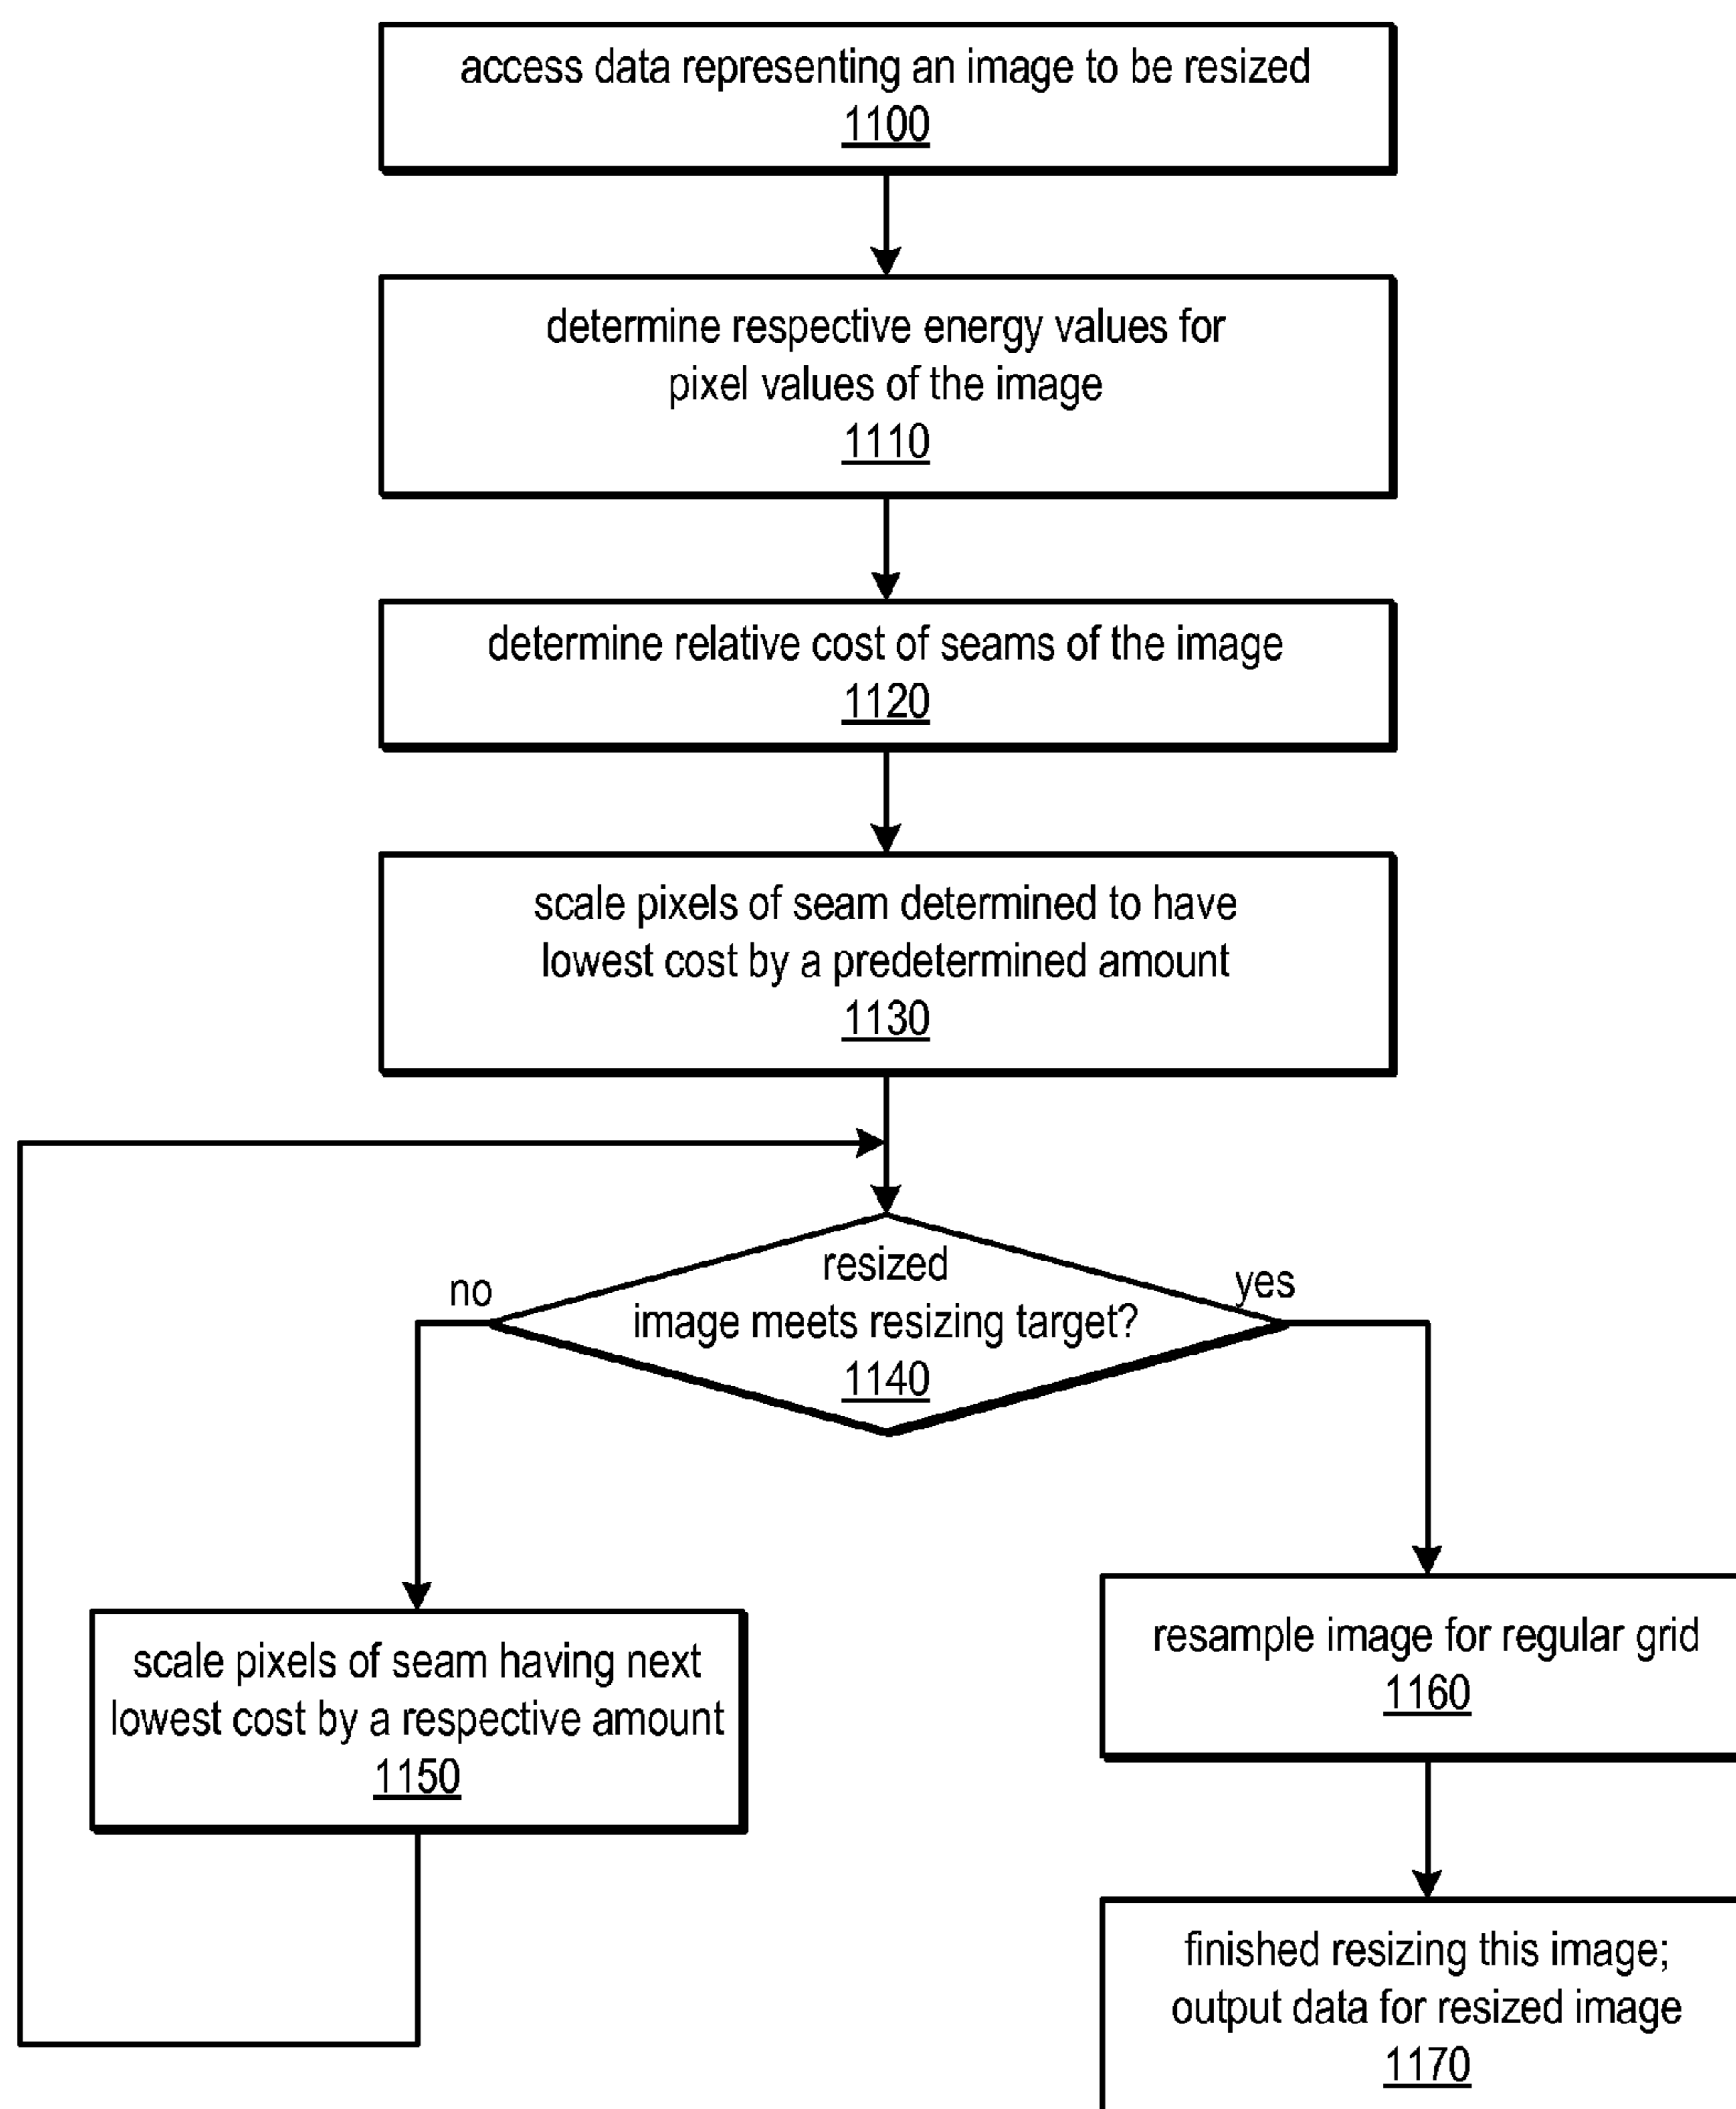 access data representing an image to be resized
1100
determine respective energy values for
pixel values of the image
1110
determine relative cost of seams of the image
1120
scale pixels of seam determined to have
lowest cost by a predetermined amount
1130
resized
image meets resizing target?
1140
no
yes
scale pixels of seam having next
lowest cost by a respective amount
1150
resample image for regular grid
1160
finished resizing this image;
output data for resized image
1170